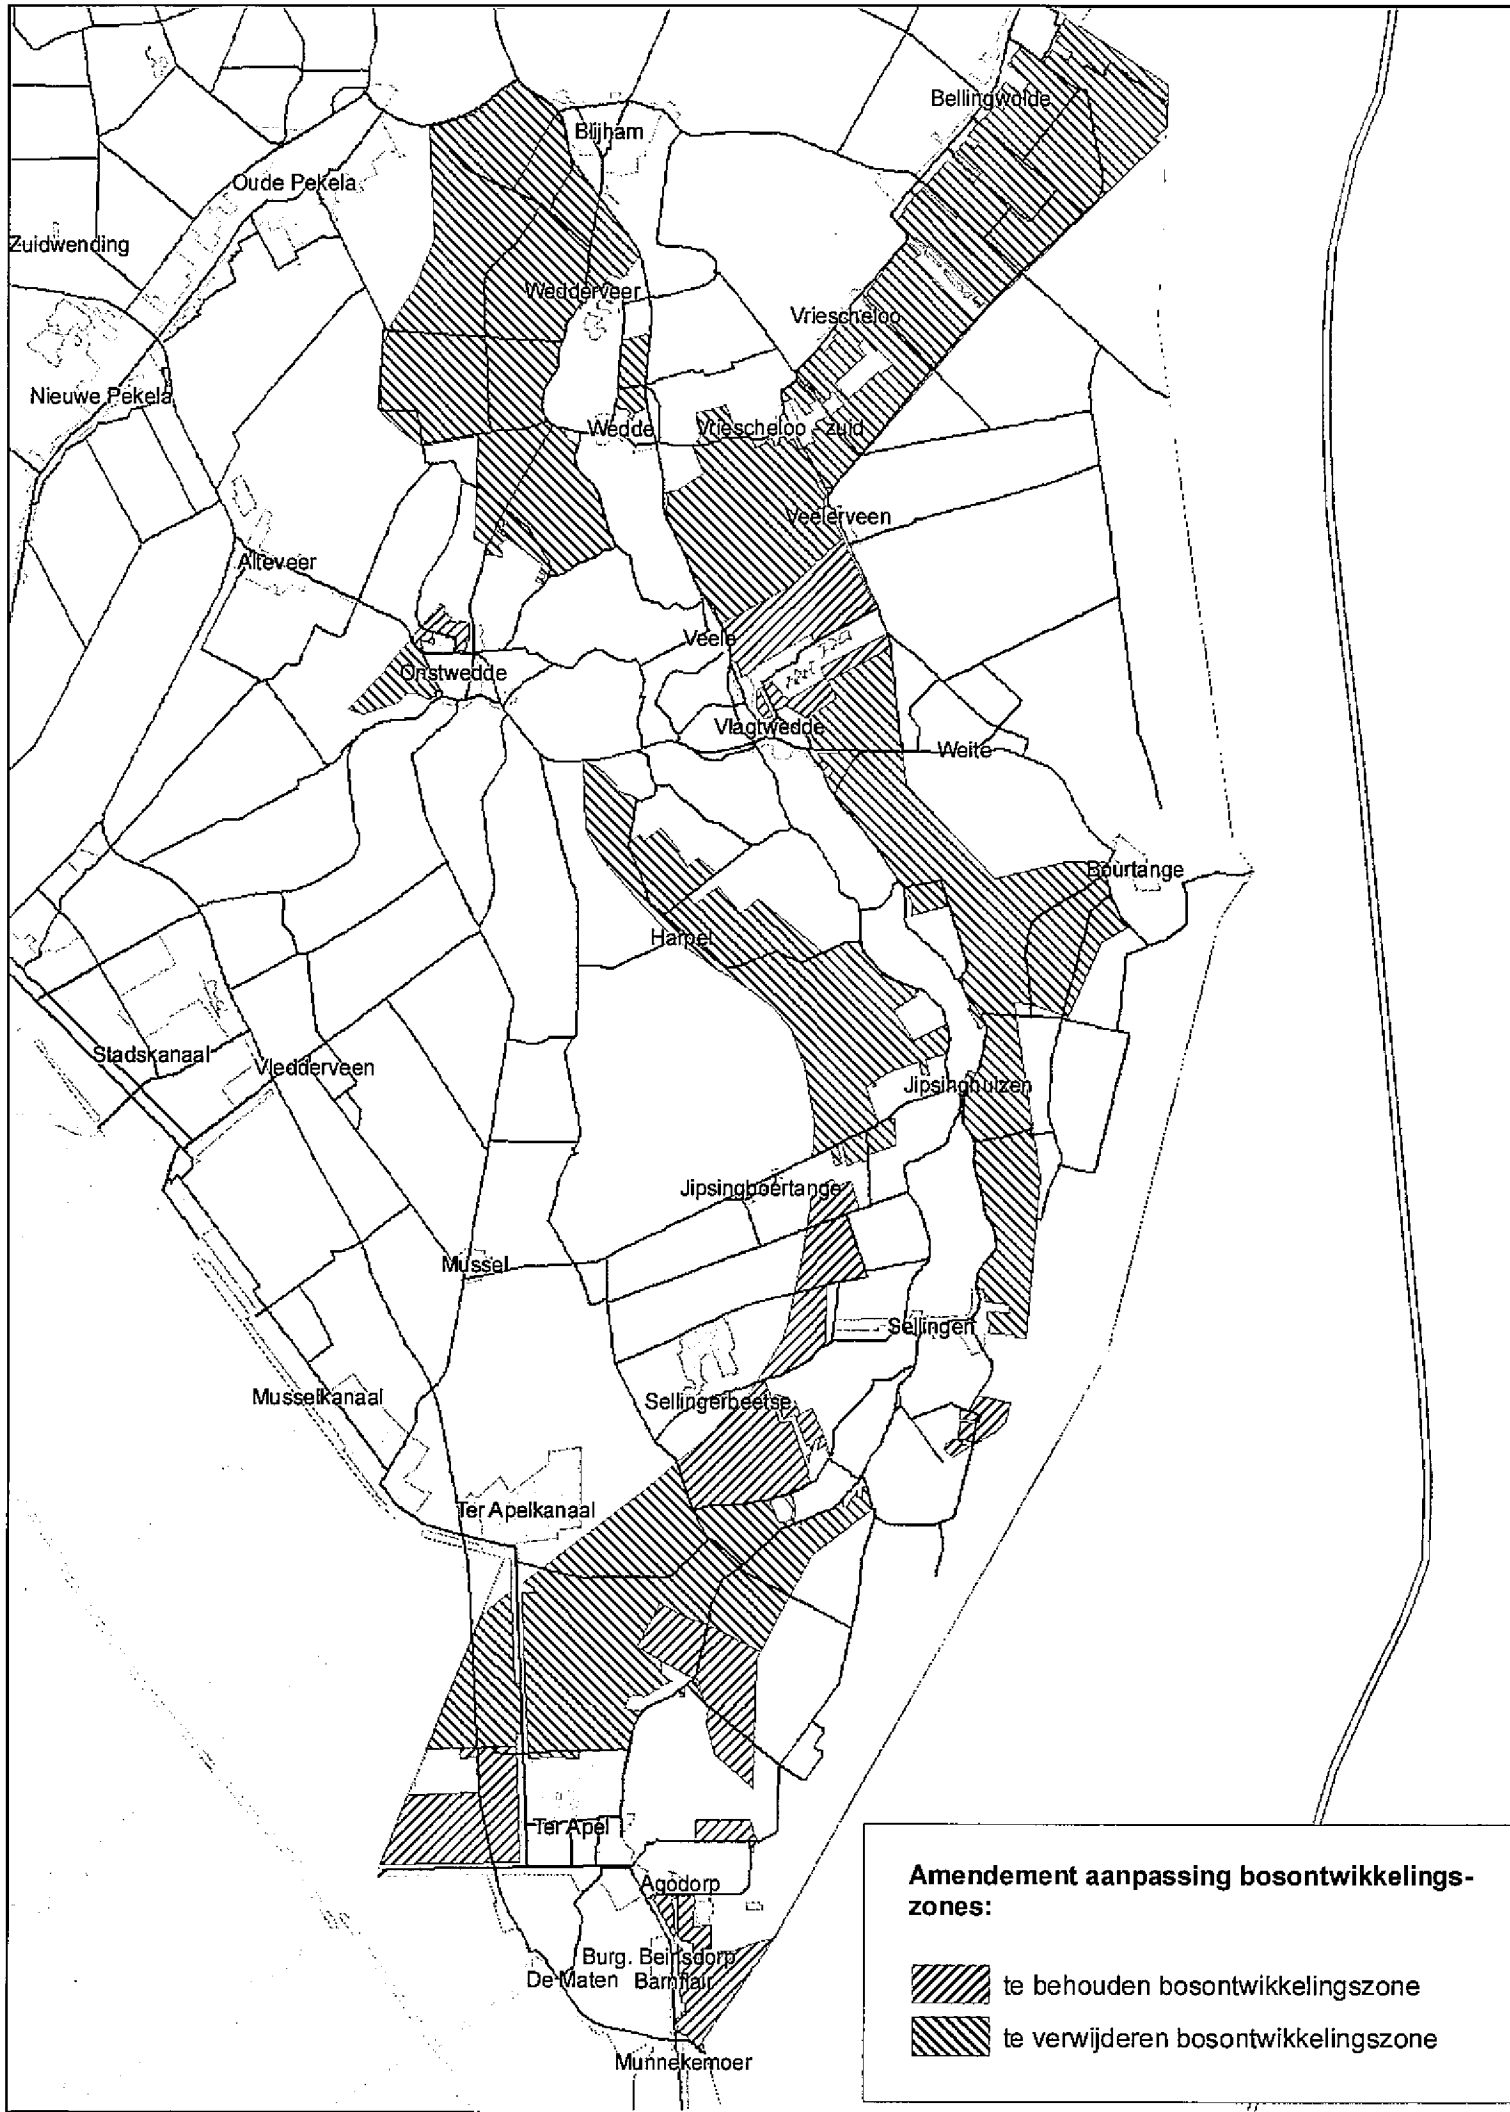 Bellingwolde
Blijham
Oude Pekela
Zuidwending
Wedderveer
Vriescheloo
Nieuwe Pekela
Wedde
Vriescheloo - zuid
Veelerveen
Alteveer
Veele
Onstwedde
Vlagtwedde
Weite
Bourtange
Harpel
Stadskanaal
Vledderveen
Jipsinghuizen
Jipsingboertange
Mussel
Sellingen
Musselkanaal
Sellingerbeetse
Ter Apelkanaal
Ter Apel
Agodorp
Burg. Beinsdorp
De Maten
Barnflair
Munnekemoer
Amendement aanpassing bosontwikkelings-
zones:
te behouden bosontwikkelingszone
te verwijderen bosontwikkelingszone